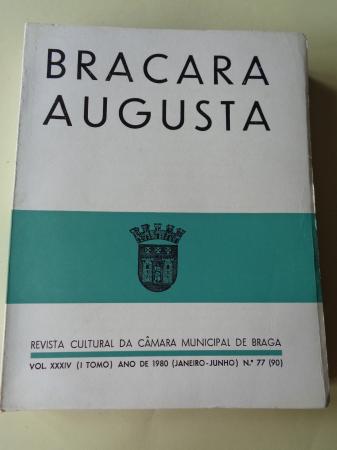 BRACARA
AUGUSTA
REVISTA CULTURAL DA CÂMARA MUNICIPAL DE BRAGA
VOL. XXXIV (I TOMO) ANO DE 1980 (JANEIRO-JUNHO) N.º 77 (90)